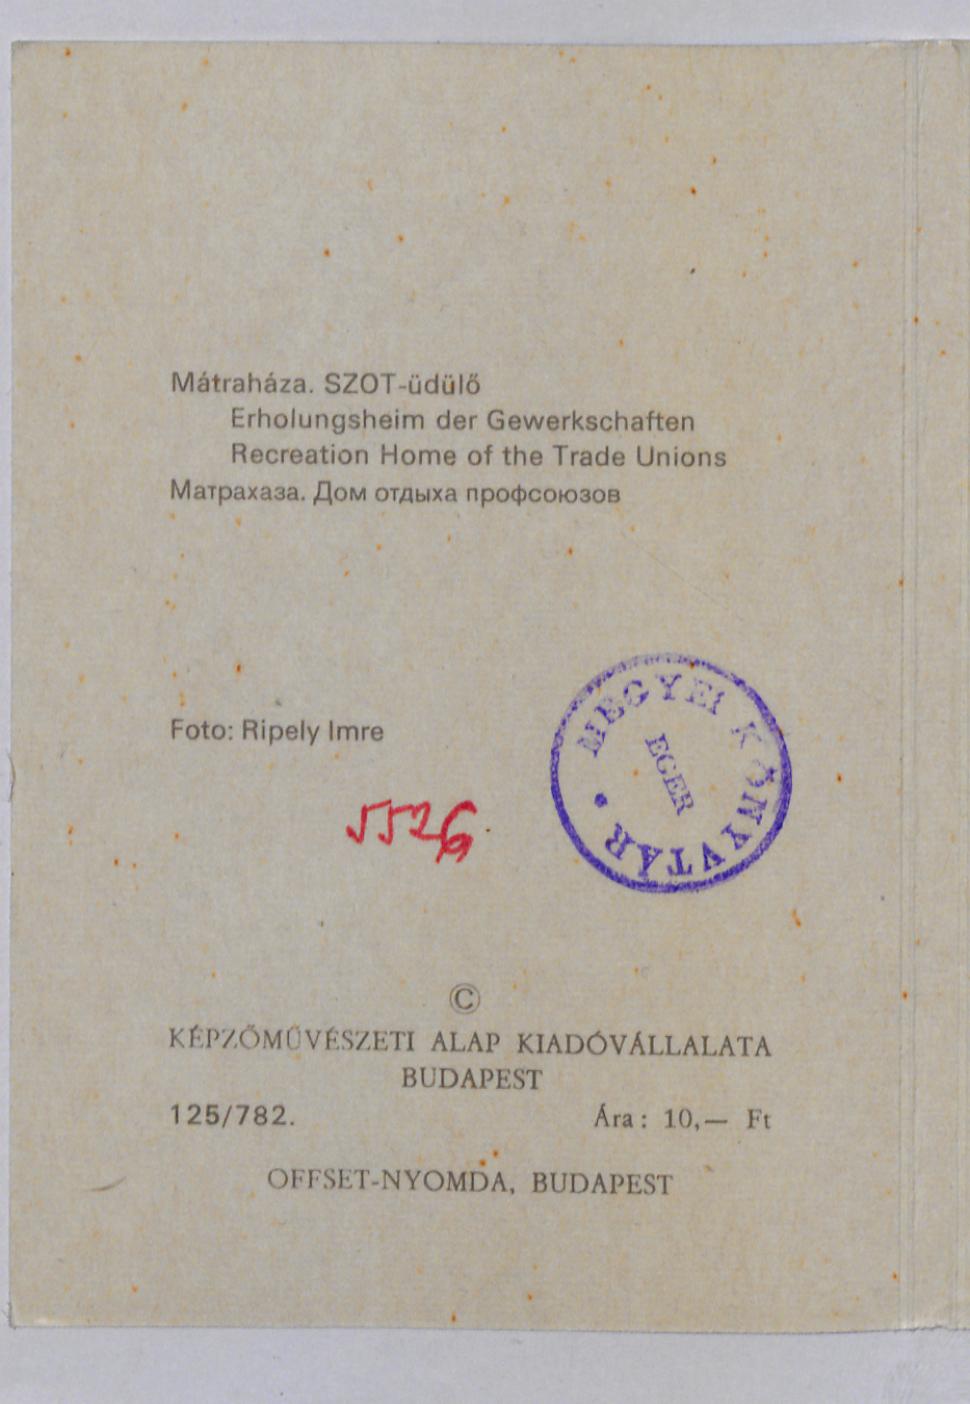 Mátraháza. SZOT-üdülő
Erholungsheim der Gewerkschaften
Recreation Home of the Trade Unions
Матрахаза. Дом отдыха профсоюзов
Foto: Ripely Imre
MEGYEI KÖNYVTÁR
EGER
5526
©
KÉPZŐMŰVÉSZETI ALAP KIADÓVÁLLALATA
BUDAPEST
125/782.
Ára: 10,— Ft
OFFSET-NYOMDA, BUDAPEST